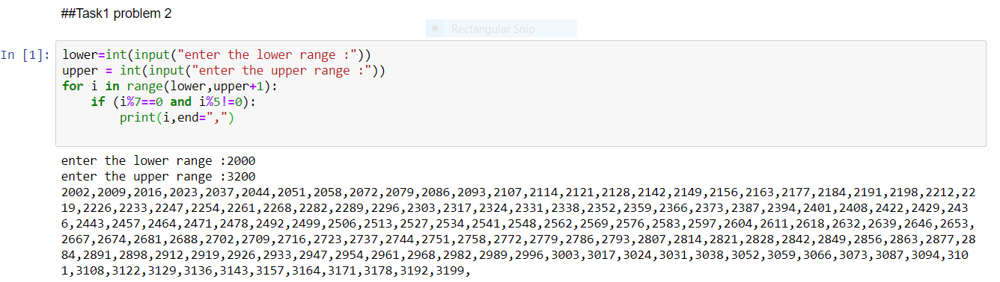 ##Task1 problem 2
Rectangular Snip
In [1]: lower=int(input("enter the lower range :"))
upper = int(input("enter the upper range :"))
for i in range(lower,upper+1):
    if (i%7==0 and i%5!=0):
        print(i,end=",")
enter the lower range :2000
enter the upper range :3200
2002,2009,2016,2023,2037,2044,2051,2058,2072,2079,2086,2093,2107,2114,2121,2128,2142,2149,2156,2163,2177,2184,2191,2198,2212,22
19,2226,2233,2247,2254,2261,2268,2282,2289,2296,2303,2317,2324,2331,2338,2352,2359,2366,2373,2387,2394,2401,2408,2422,2429,243
6,2443,2457,2464,2471,2478,2492,2499,2506,2513,2527,2534,2541,2548,2562,2569,2576,2583,2597,2604,2611,2618,2632,2639,2646,2653,
2667,2674,2681,2688,2702,2709,2716,2723,2737,2744,2751,2758,2772,2779,2786,2793,2807,2814,2821,2828,2842,2849,2856,2863,2877,28
84,2891,2898,2912,2919,2926,2933,2947,2954,2961,2968,2982,2989,2996,3003,3017,3024,3031,3038,3052,3059,3066,3073,3087,3094,310
1,3108,3122,3129,3136,3143,3157,3164,3171,3178,3192,3199,